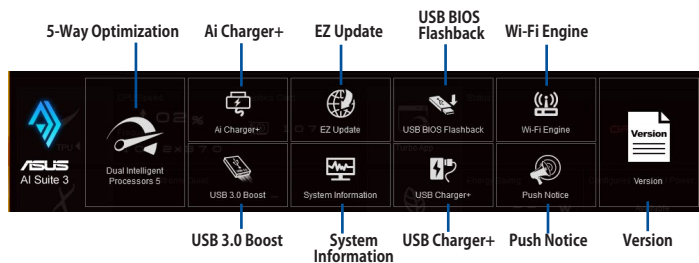 5-Way Optimization
Ai Charger+
EZ Update
USB BIOS
Flashback
Wi-Fi Engine
Ai Charger+
EZ Update
USB BIOS Flashback
Wi-Fi Engine
Version
ASUS
AI Suite 3
Dual Intelligent
Processors 5
Version
USB 3.0 Boost
System Information
USB Charger+
Push Notice
USB 3.0 Boost
System
Information
USB Charger+
Push Notice
Version